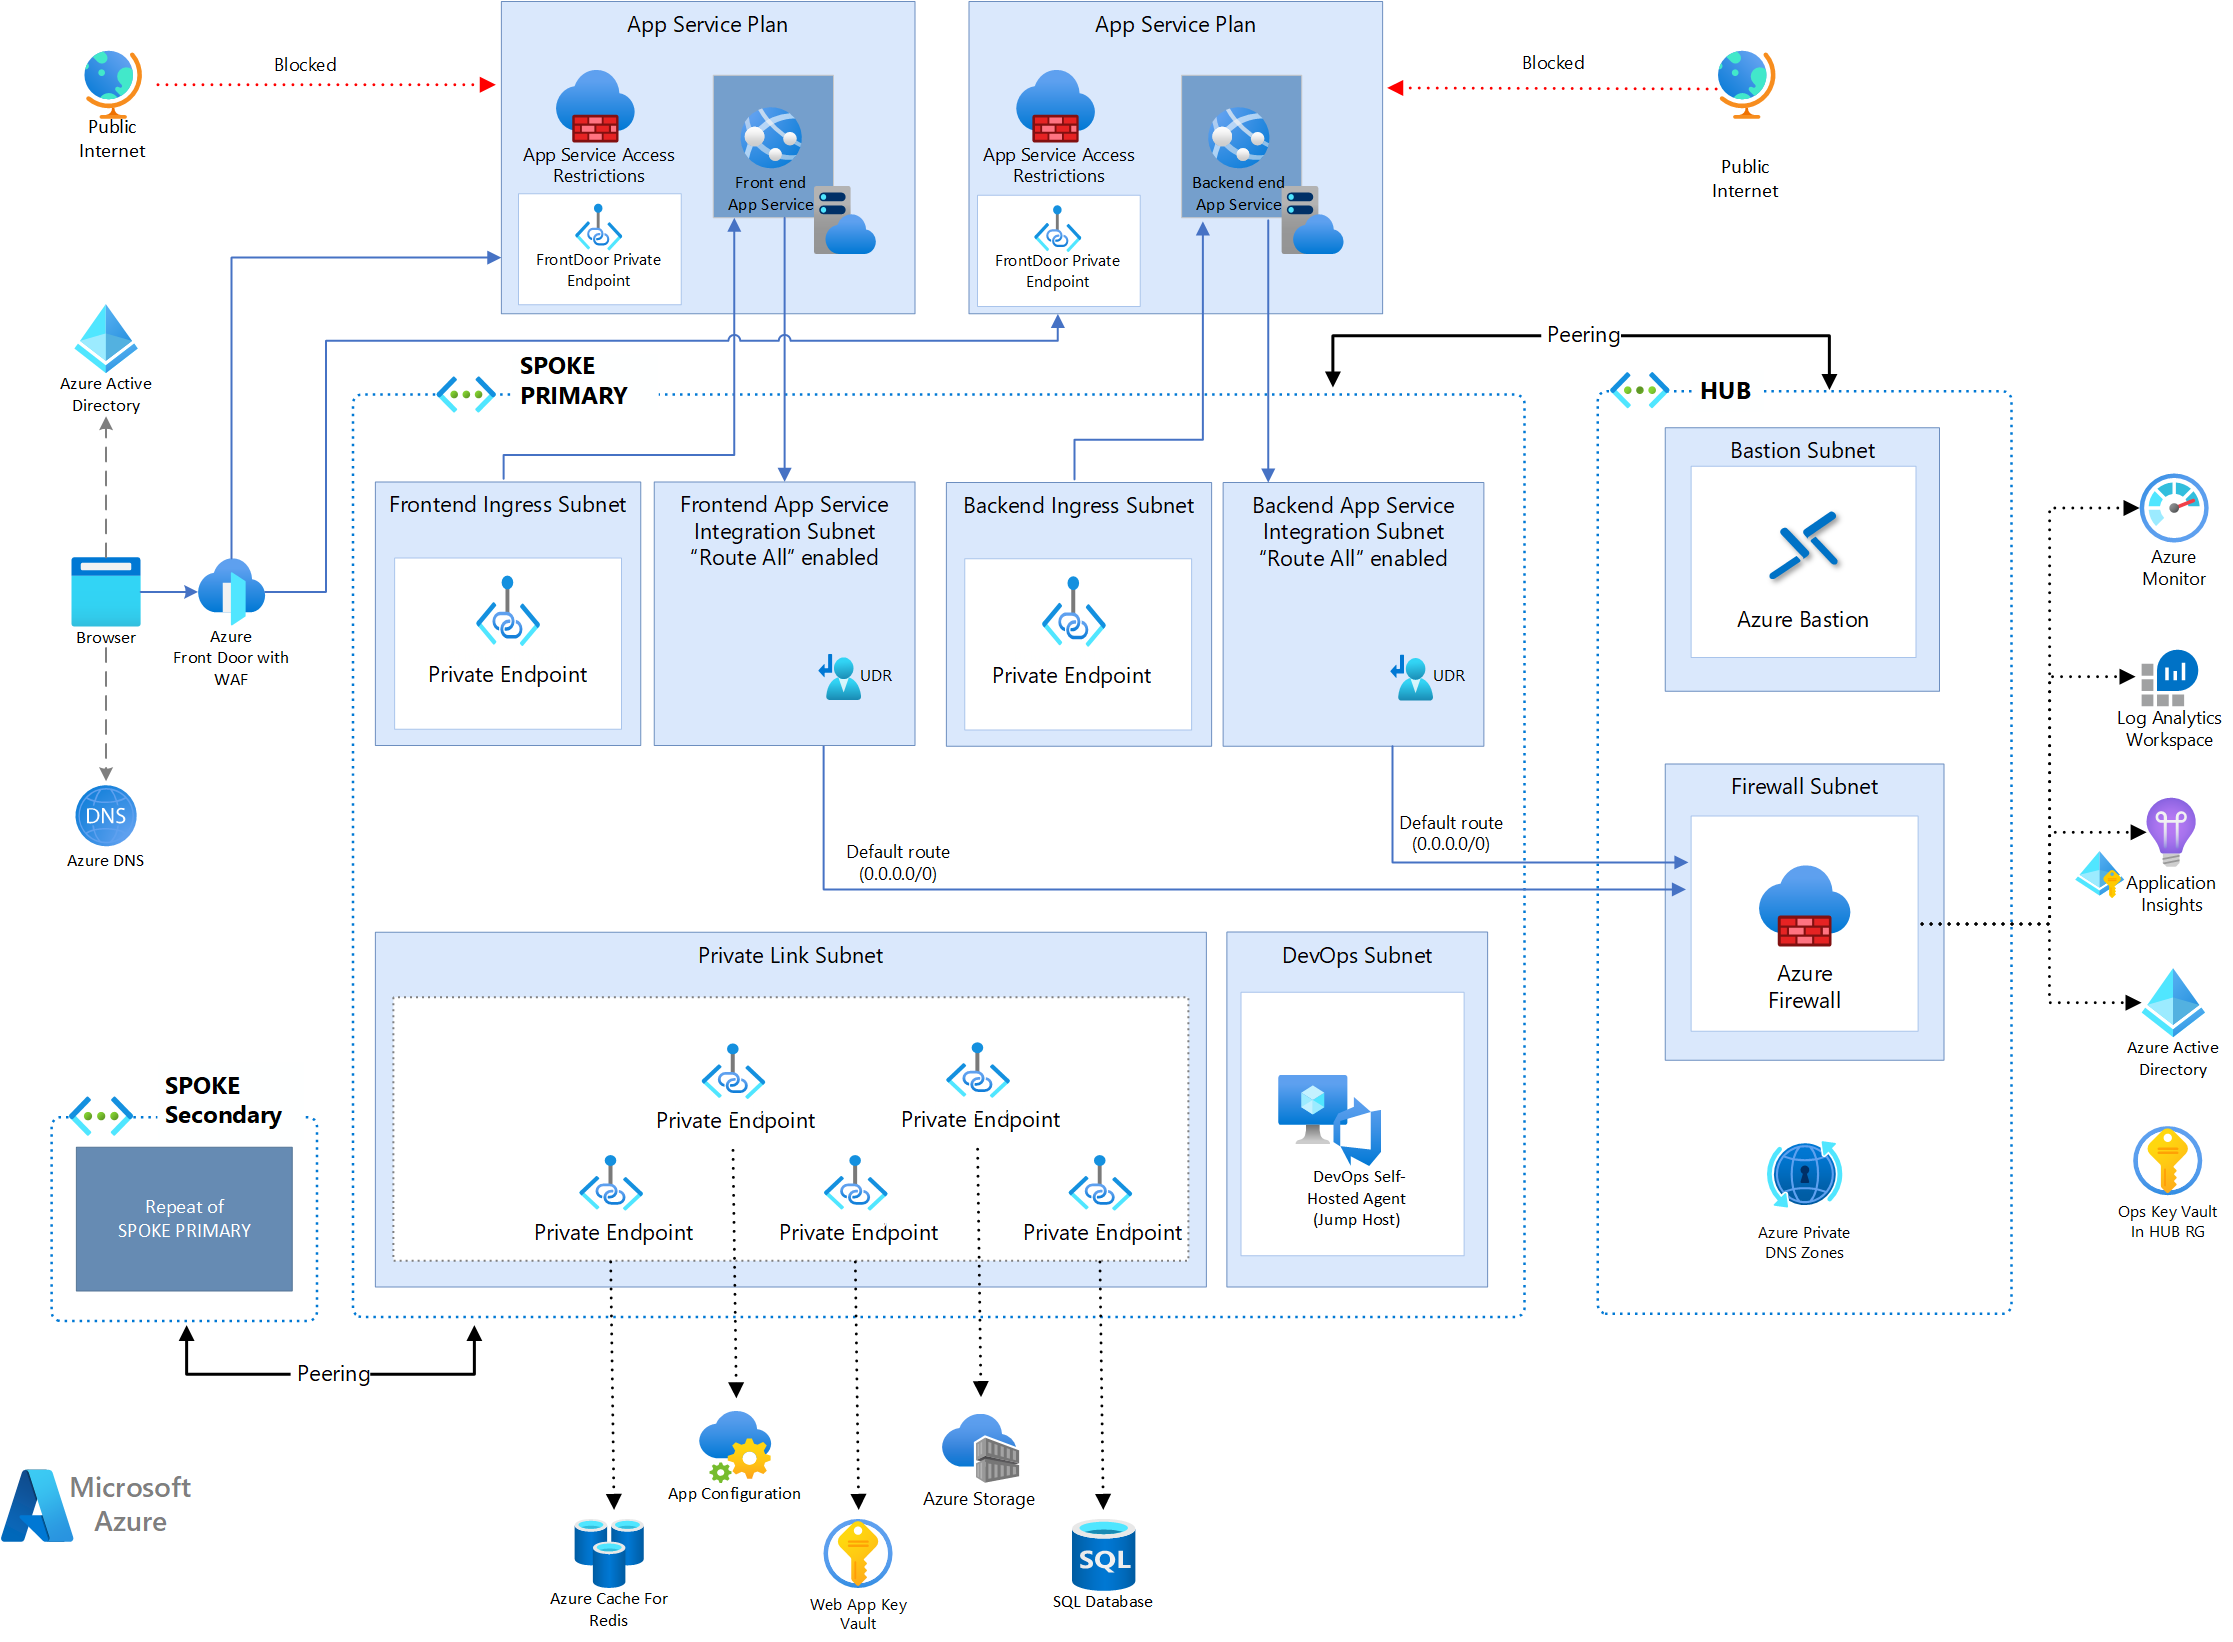 App Service Plan
App Service Plan
Blocked
Blocked
Public
Internet
Public
Internet
App Service Access
Restrictions
Front end
App Service
FrontDoor Private
Endpoint
App Service Access
Restrictions
Backend end
App Service
FrontDoor Private
Endpoint
Peering
Azure Active
Directory
SPOKE
PRIMARY
HUB
Browser
Azure
Front Door with
WAF
DNS
Azure DNS
Frontend Ingress Subnet
Private Endpoint
Frontend App Service
Integration Subnet
“Route All” enabled
UDR
Backend Ingress Subnet
Private Endpoint
Backend App Service
Integration Subnet
“Route All” enabled
UDR
Bastion Subnet
Azure Bastion
Azure
Monitor
Log Analytics
Workspace
Default route
(0.0.0.0/0)
Default route
(0.0.0.0/0)
Firewall Subnet
Azure
Firewall
Application
Insights
Azure Active
Directory
Private Link Subnet
Private Endpoint
Private Endpoint
Private Endpoint
Private Endpoint
Private Endpoint
DevOps Subnet
DevOps Self-
Hosted Agent
(Jump Host)
Azure Private
DNS Zones
Ops Key Vault
In HUB RG
SPOKE
Secondary
Repeat of
SPOKE PRIMARY
Peering
App Configuration
Azure Storage
Azure Cache For
Redis
Web App Key
Vault
SQL
SQL Database
Microsoft
Azure